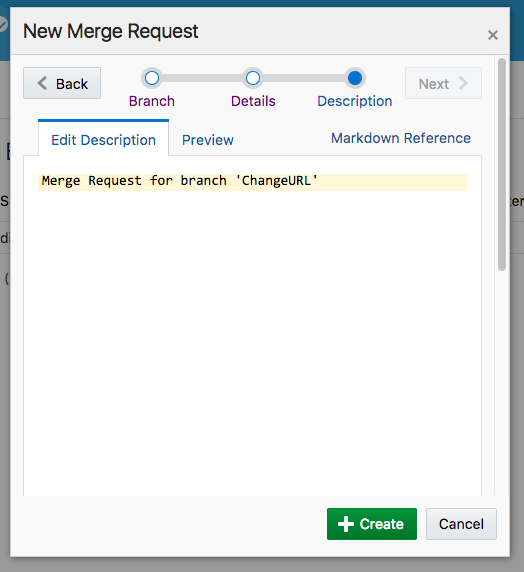 New Merge Request
×
Back
Next
Branch
Details
Description
Edit Description
Preview
Markdown Reference
Merge Request for branch 'ChangeURL'
Create
Cancel